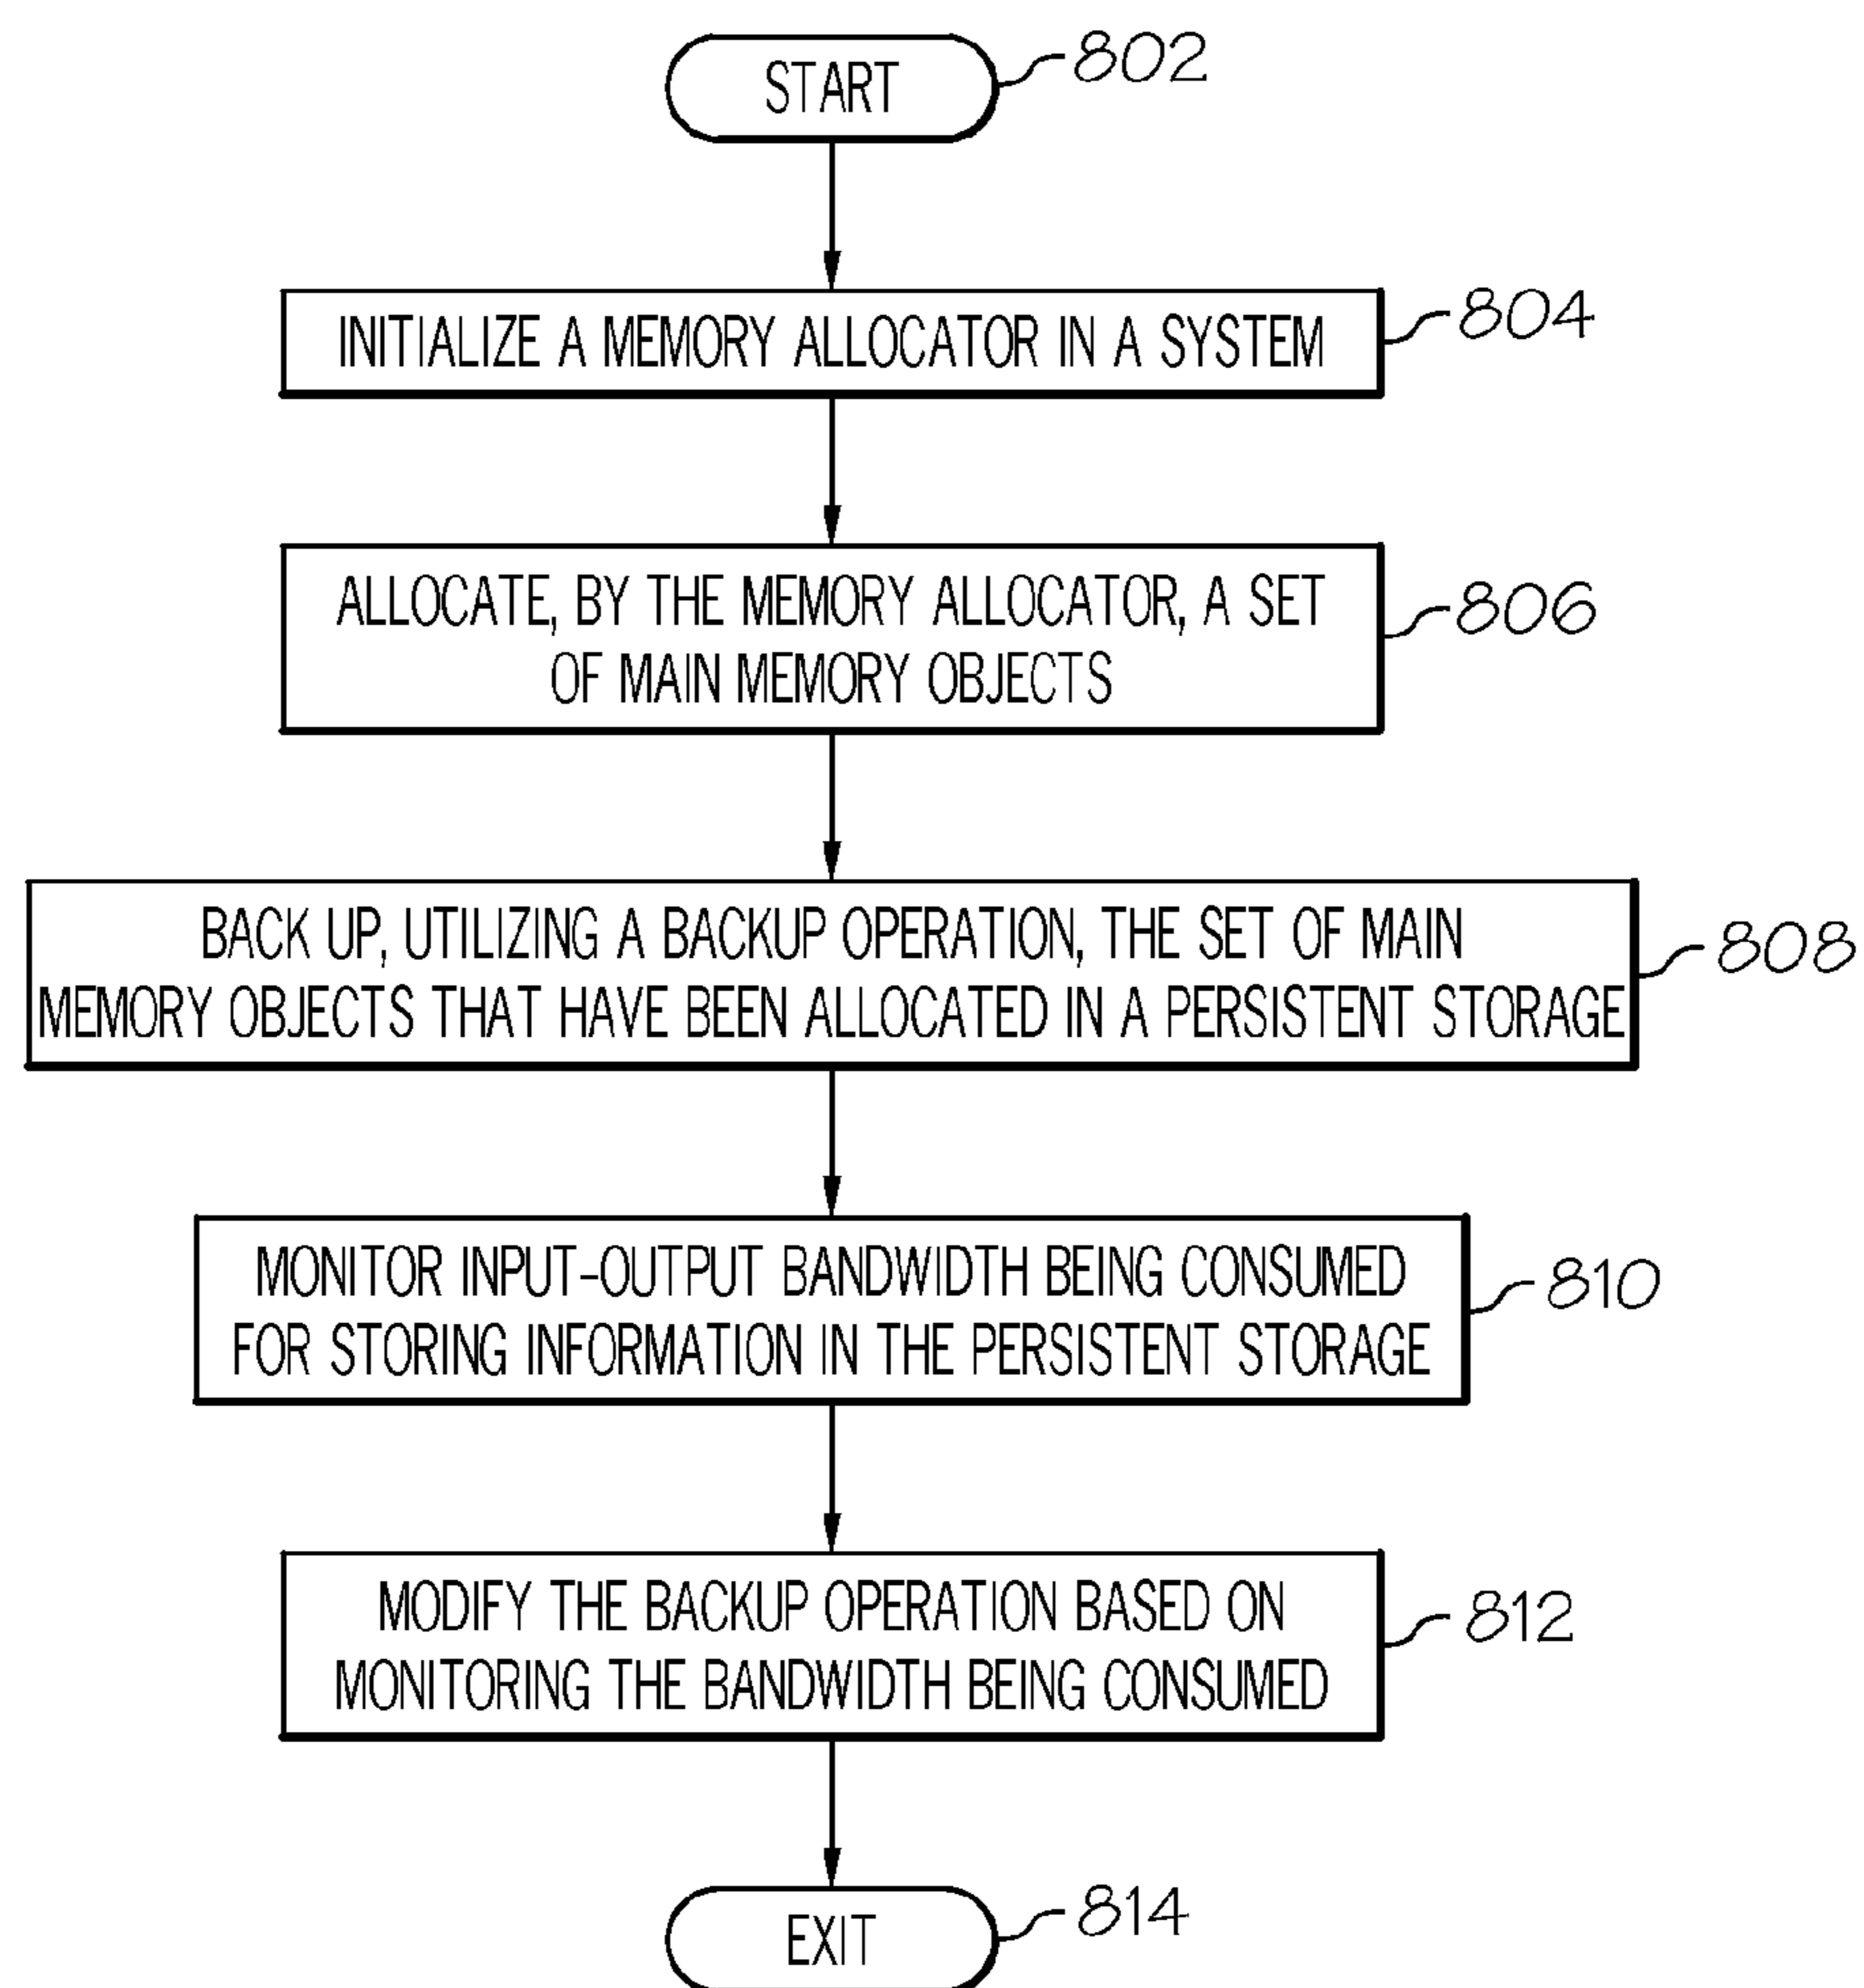 START
802
INITIALIZE A MEMORY ALLOCATOR IN A SYSTEM
804
ALLOCATE, BY THE MEMORY ALLOCATOR, A SET
OF MAIN MEMORY OBJECTS
806
BACK UP, UTILIZING A BACKUP OPERATION, THE SET OF MAIN
MEMORY OBJECTS THAT HAVE BEEN ALLOCATED IN A PERSISTENT STORAGE
808
MONITOR INPUT-OUTPUT BANDWIDTH BEING CONSUMED
FOR STORING INFORMATION IN THE PERSISTENT STORAGE
810
MODIFY THE BACKUP OPERATION BASED ON
MONITORING THE BANDWIDTH BEING CONSUMED
812
EXIT
814